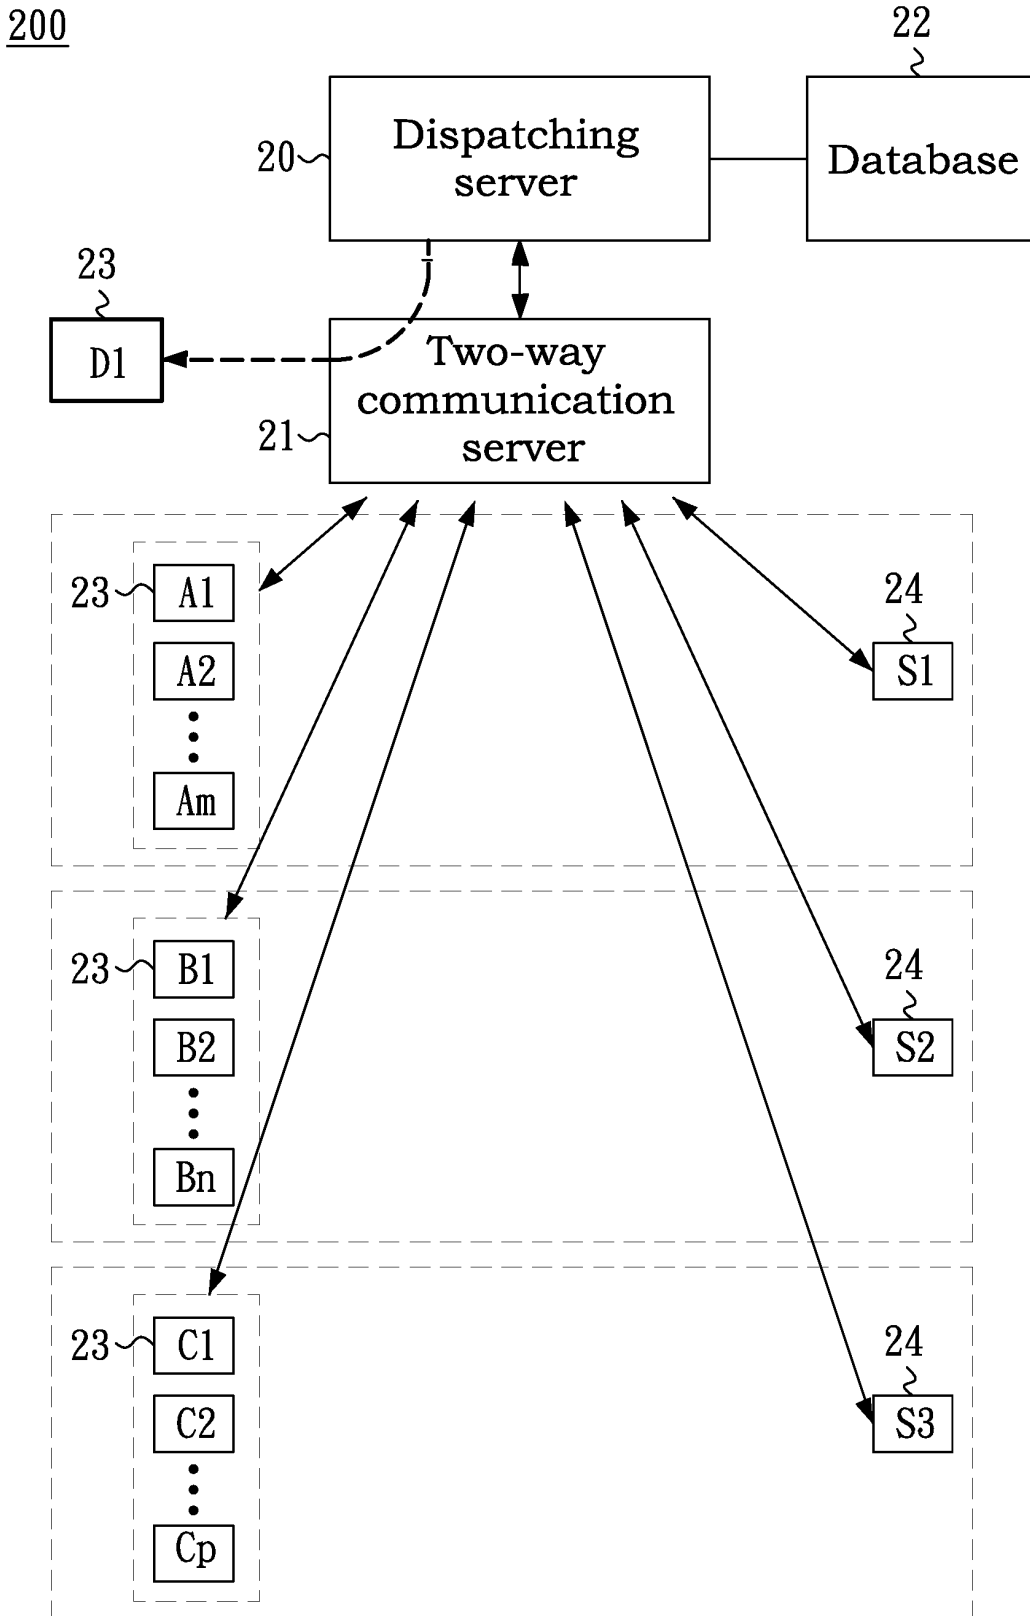 200
22
Dispatching
server
20
Database
23
D1
Two-way
communication
server
21
23
A1
24
A2
S1
Am
23
B1
24
B2
S2
Bn
23
C1
24
C2
S3
Cp